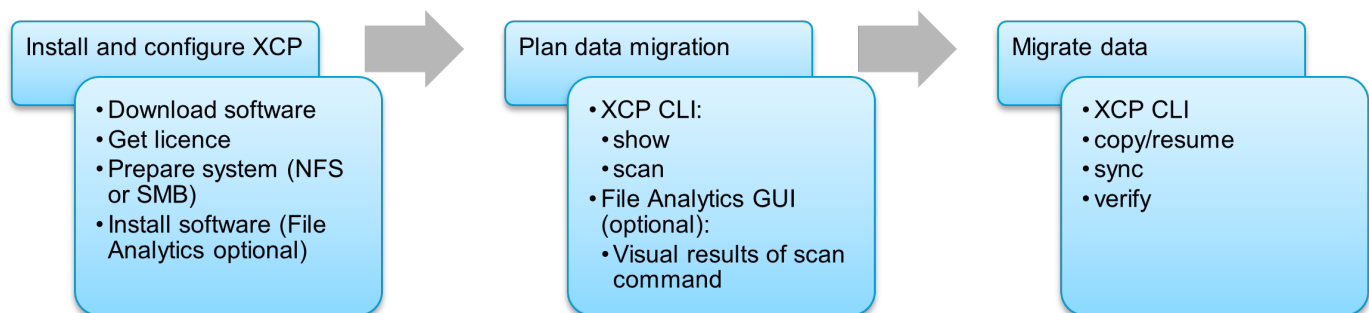 Install and configure XCP
• Download software
• Get licence
• Prepare system (NFS
or SMB)
• Install software (File
Analytics optional)
Plan data migration
• XCP CLI:
• show
• scan
• File Analytics GUI
(optional):
• Visual results of scan
command
Migrate data
• XCP CLI
• copy/resume
• sync
• verify